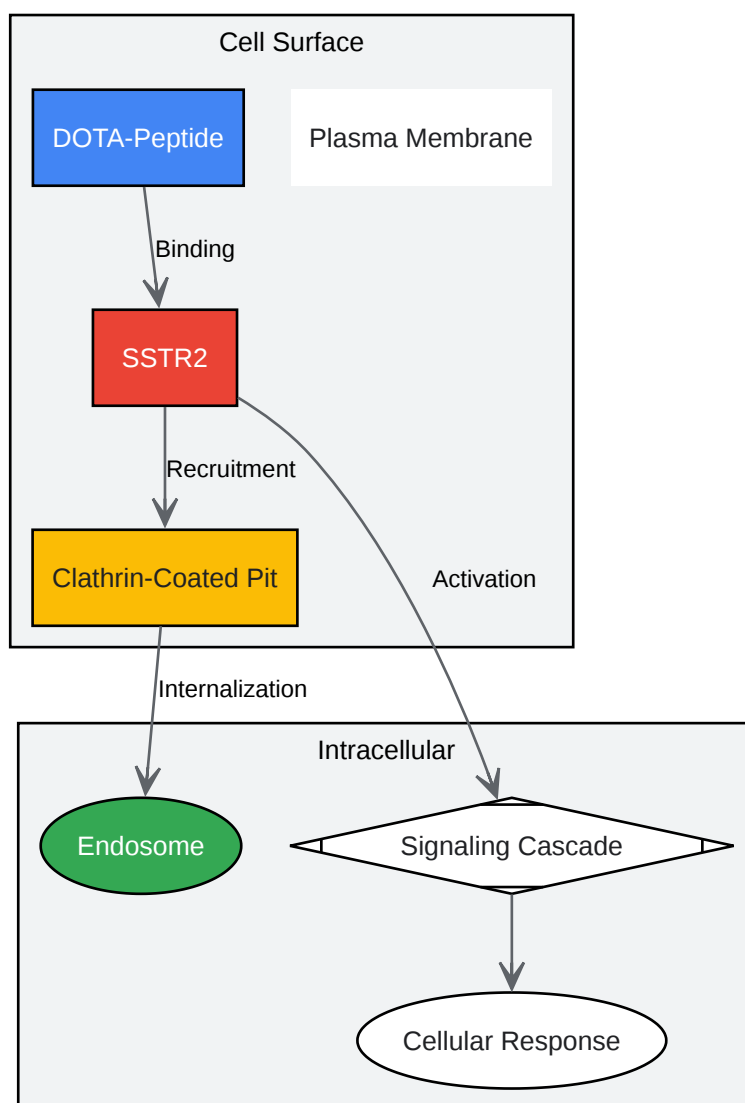 Cell Surface
DOTA-Peptide
Plasma Membrane
Binding
SSTR2
Recruitment
Clathrin-Coated Pit
Activation
Internalization
Intracellular
Endosome
Signaling Cascade
Cellular Response